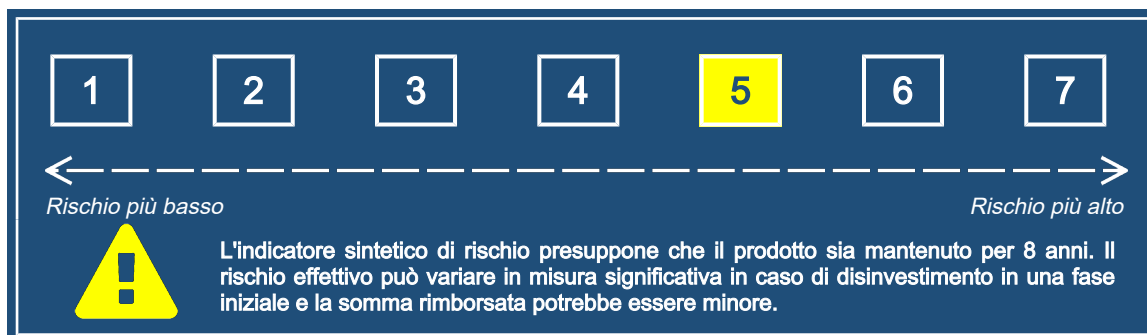 1 2 3 4 5 6 7
Rischio più basso Rischio più alto
L'indicatore sintetico di rischio presuppone che il prodotto sia mantenuto per 8 anni. Il
rischio effettivo può variare in misura significativa in caso di disinvestimento in una fase
iniziale e la somma rimborsata potrebbe essere minore.